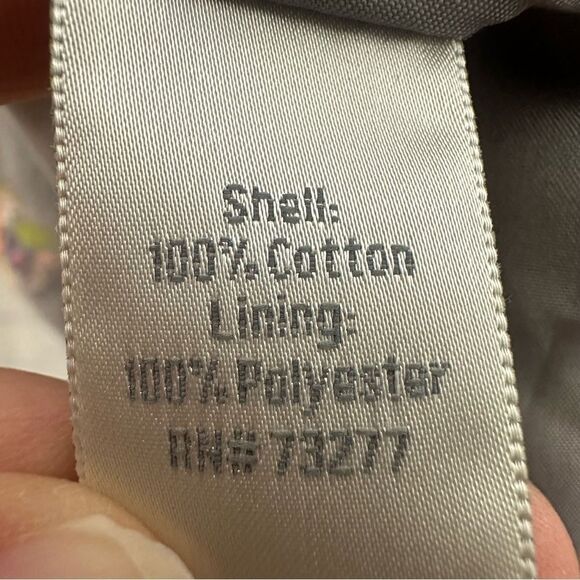 Shell:
100% Cotton
Lining:
100% Polyester
RN# 73277